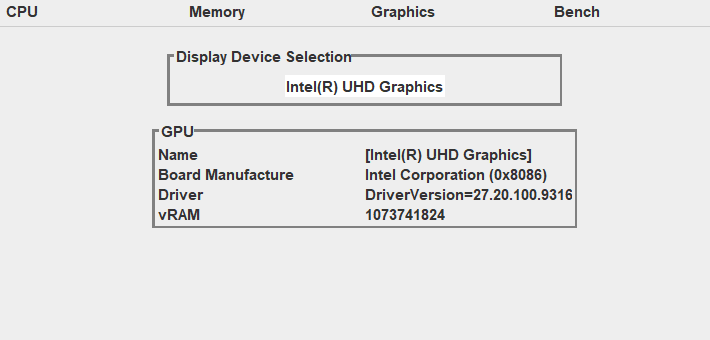 CPU Memory Graphics Bench
Display Device Selection
Intel(R) UHD Graphics
GPU
Name [Intel(R) UHD Graphics]
Board Manufacture Intel Corporation (0x8086)
Driver DriverVersion=27.20.100.9316
vRAM 1073741824